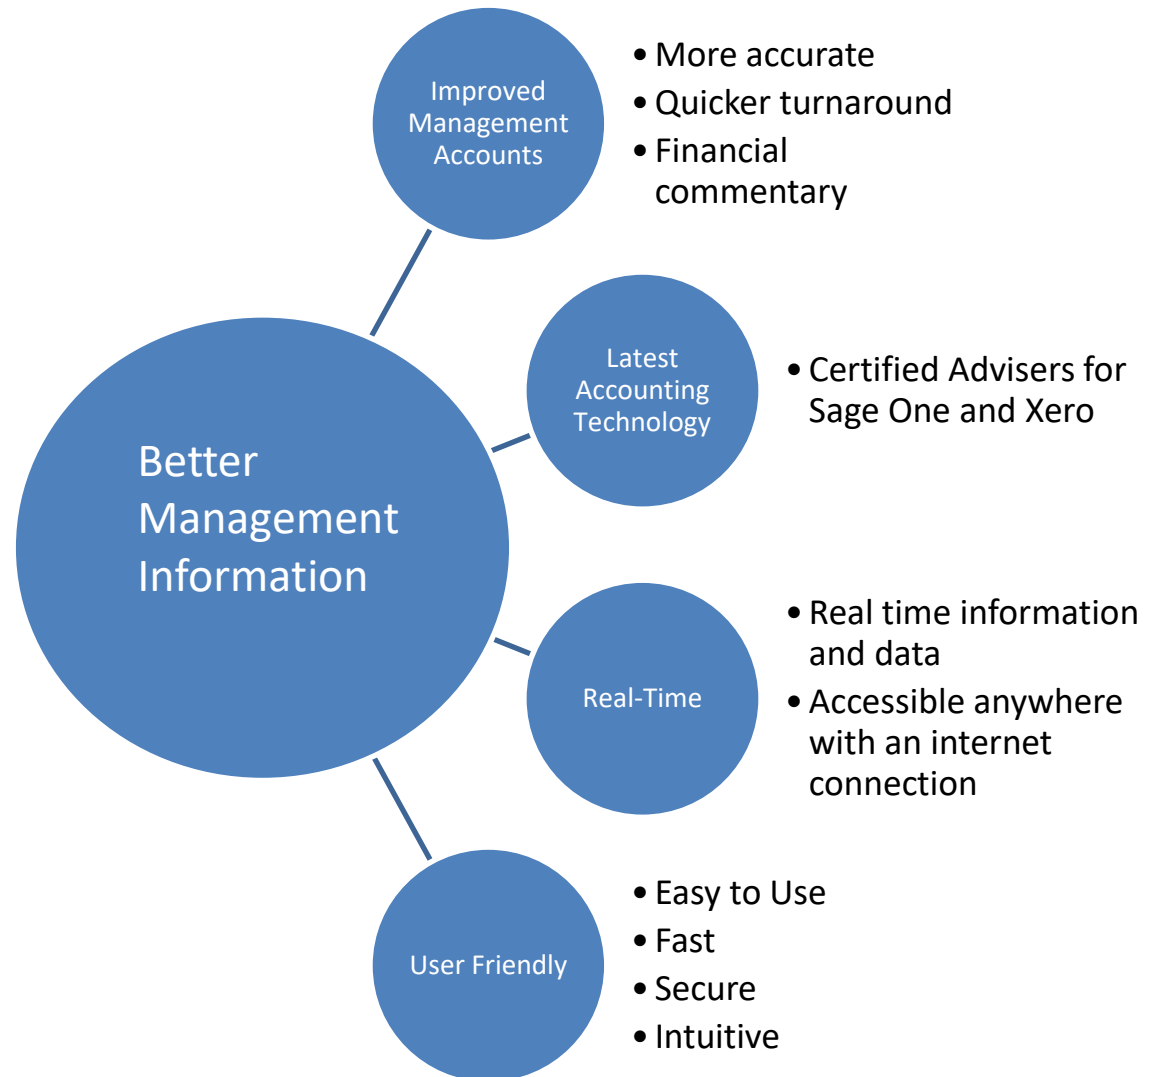 Improved
Management
Accounts
• More accurate
• Quicker turnaround
• Financial
commentary
Latest
Accounting
Technology
• Certified Advisers for
Sage One and Xero
Better
Management
Information
Real-Time
• Real time information
and data
• Accessible anywhere
with an internet
connection
User Friendly
• Easy to Use
• Fast
• Secure
• Intuitive